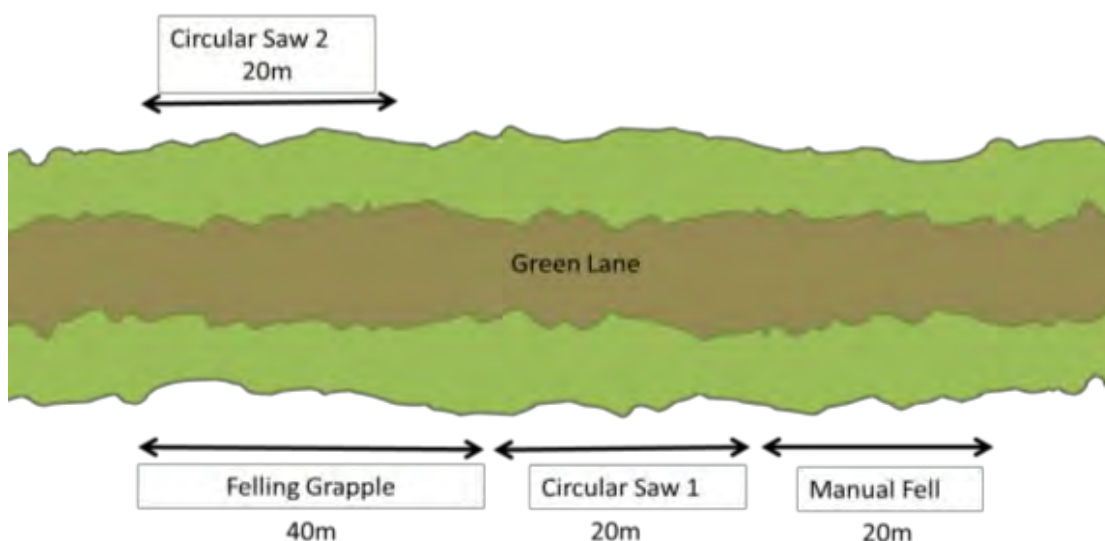 Circular Saw 2
20m
Green Lane
Felling Grapple
Circular Saw 1
Manual Fell
40m
20m
20m